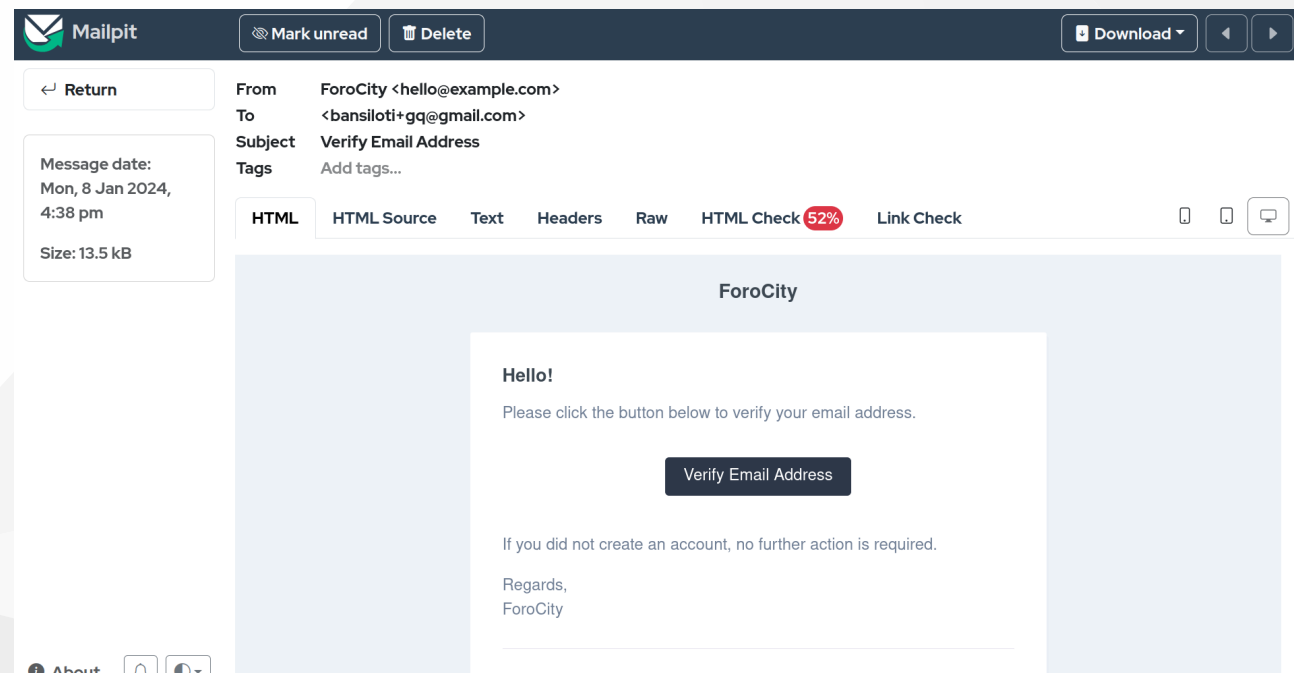 Mailpit
Mark unread
Delete
Download
Return
Message date:
Mon, 8 Jan 2024,
4:38 pm
Size: 13.5 kB
From ForoCity <hello@example.com>
To <bansiloti+gq@gmail.com>
Subject Verify Email Address
Tags Add tags...
HTML HTML Source Text Headers Raw HTML Check 52% Link Check
ForoCity
Hello!
Please click the button below to verify your email address.
Verify Email Address
If you did not create an account, no further action is required.
Regards,
ForoCity
About